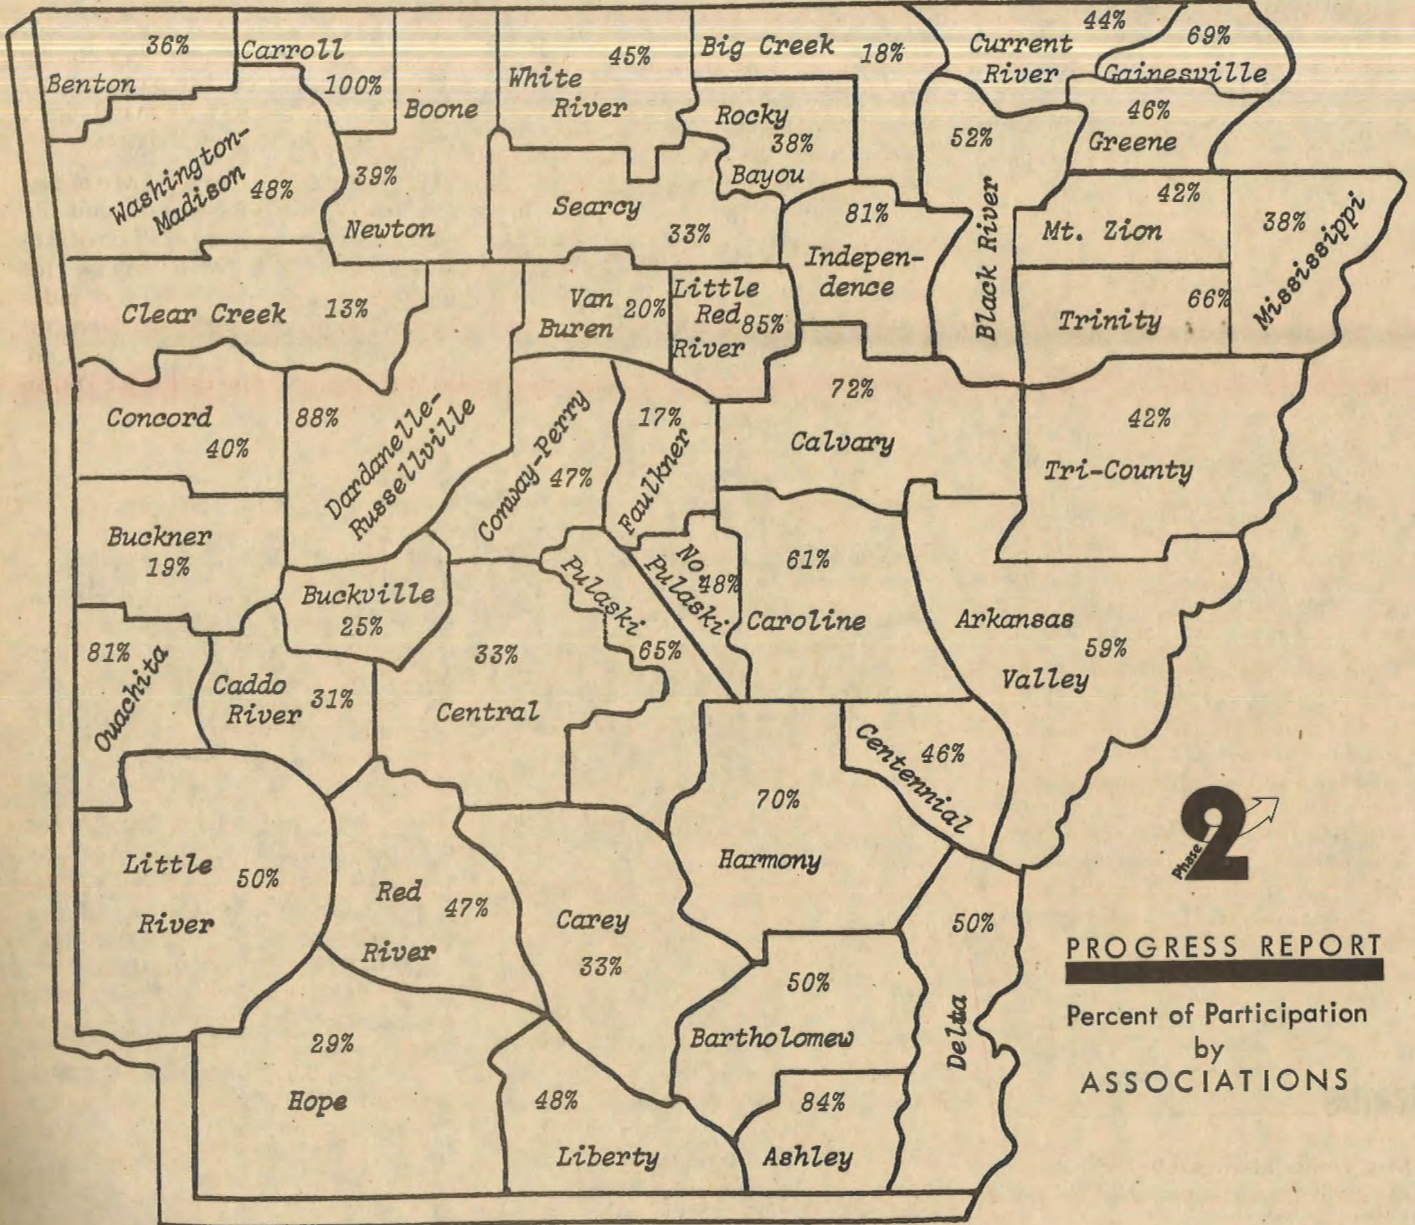 36%
Benton
Carroll
100%
Boone
White
River
45%
Big Creek
18%
Current
River
44%
69%
Gainesville
46%
Greene
Washington-
Madison
48%
39%
Newton
Searcy
33%
Rocky
38%
Bayou
81%
Indepen-
dence
52%
Black River
42%
Mt. Zion
38%
Mississippi
Clear Creek
13%
Van
Buren
20%
Little
Red
85%
River
66%
Trinity
Concord
40%
88%
Dardanelle-
Russellville
Conway-Perry
47%
17%
Faulkner
72%
Calvary
42%
Tri-County
Buckner
19%
Buckville
25%
Pulaski
65%
No.
Pulaski
48%
61%
Caroline
Arkansas
Valley
59%
81%
Ouachita
Caddo
River
31%
33%
Central
Centennial
46%
70%
Harmony
Little
River
50%
Red
River
47%
Carey
33%
50%
Bartholomew
50%
Delta
29%
Hope
48%
Liberty
84%
Ashley
Phase 2
PROGRESS REPORT
Percent of Participation
by
ASSOCIATIONS